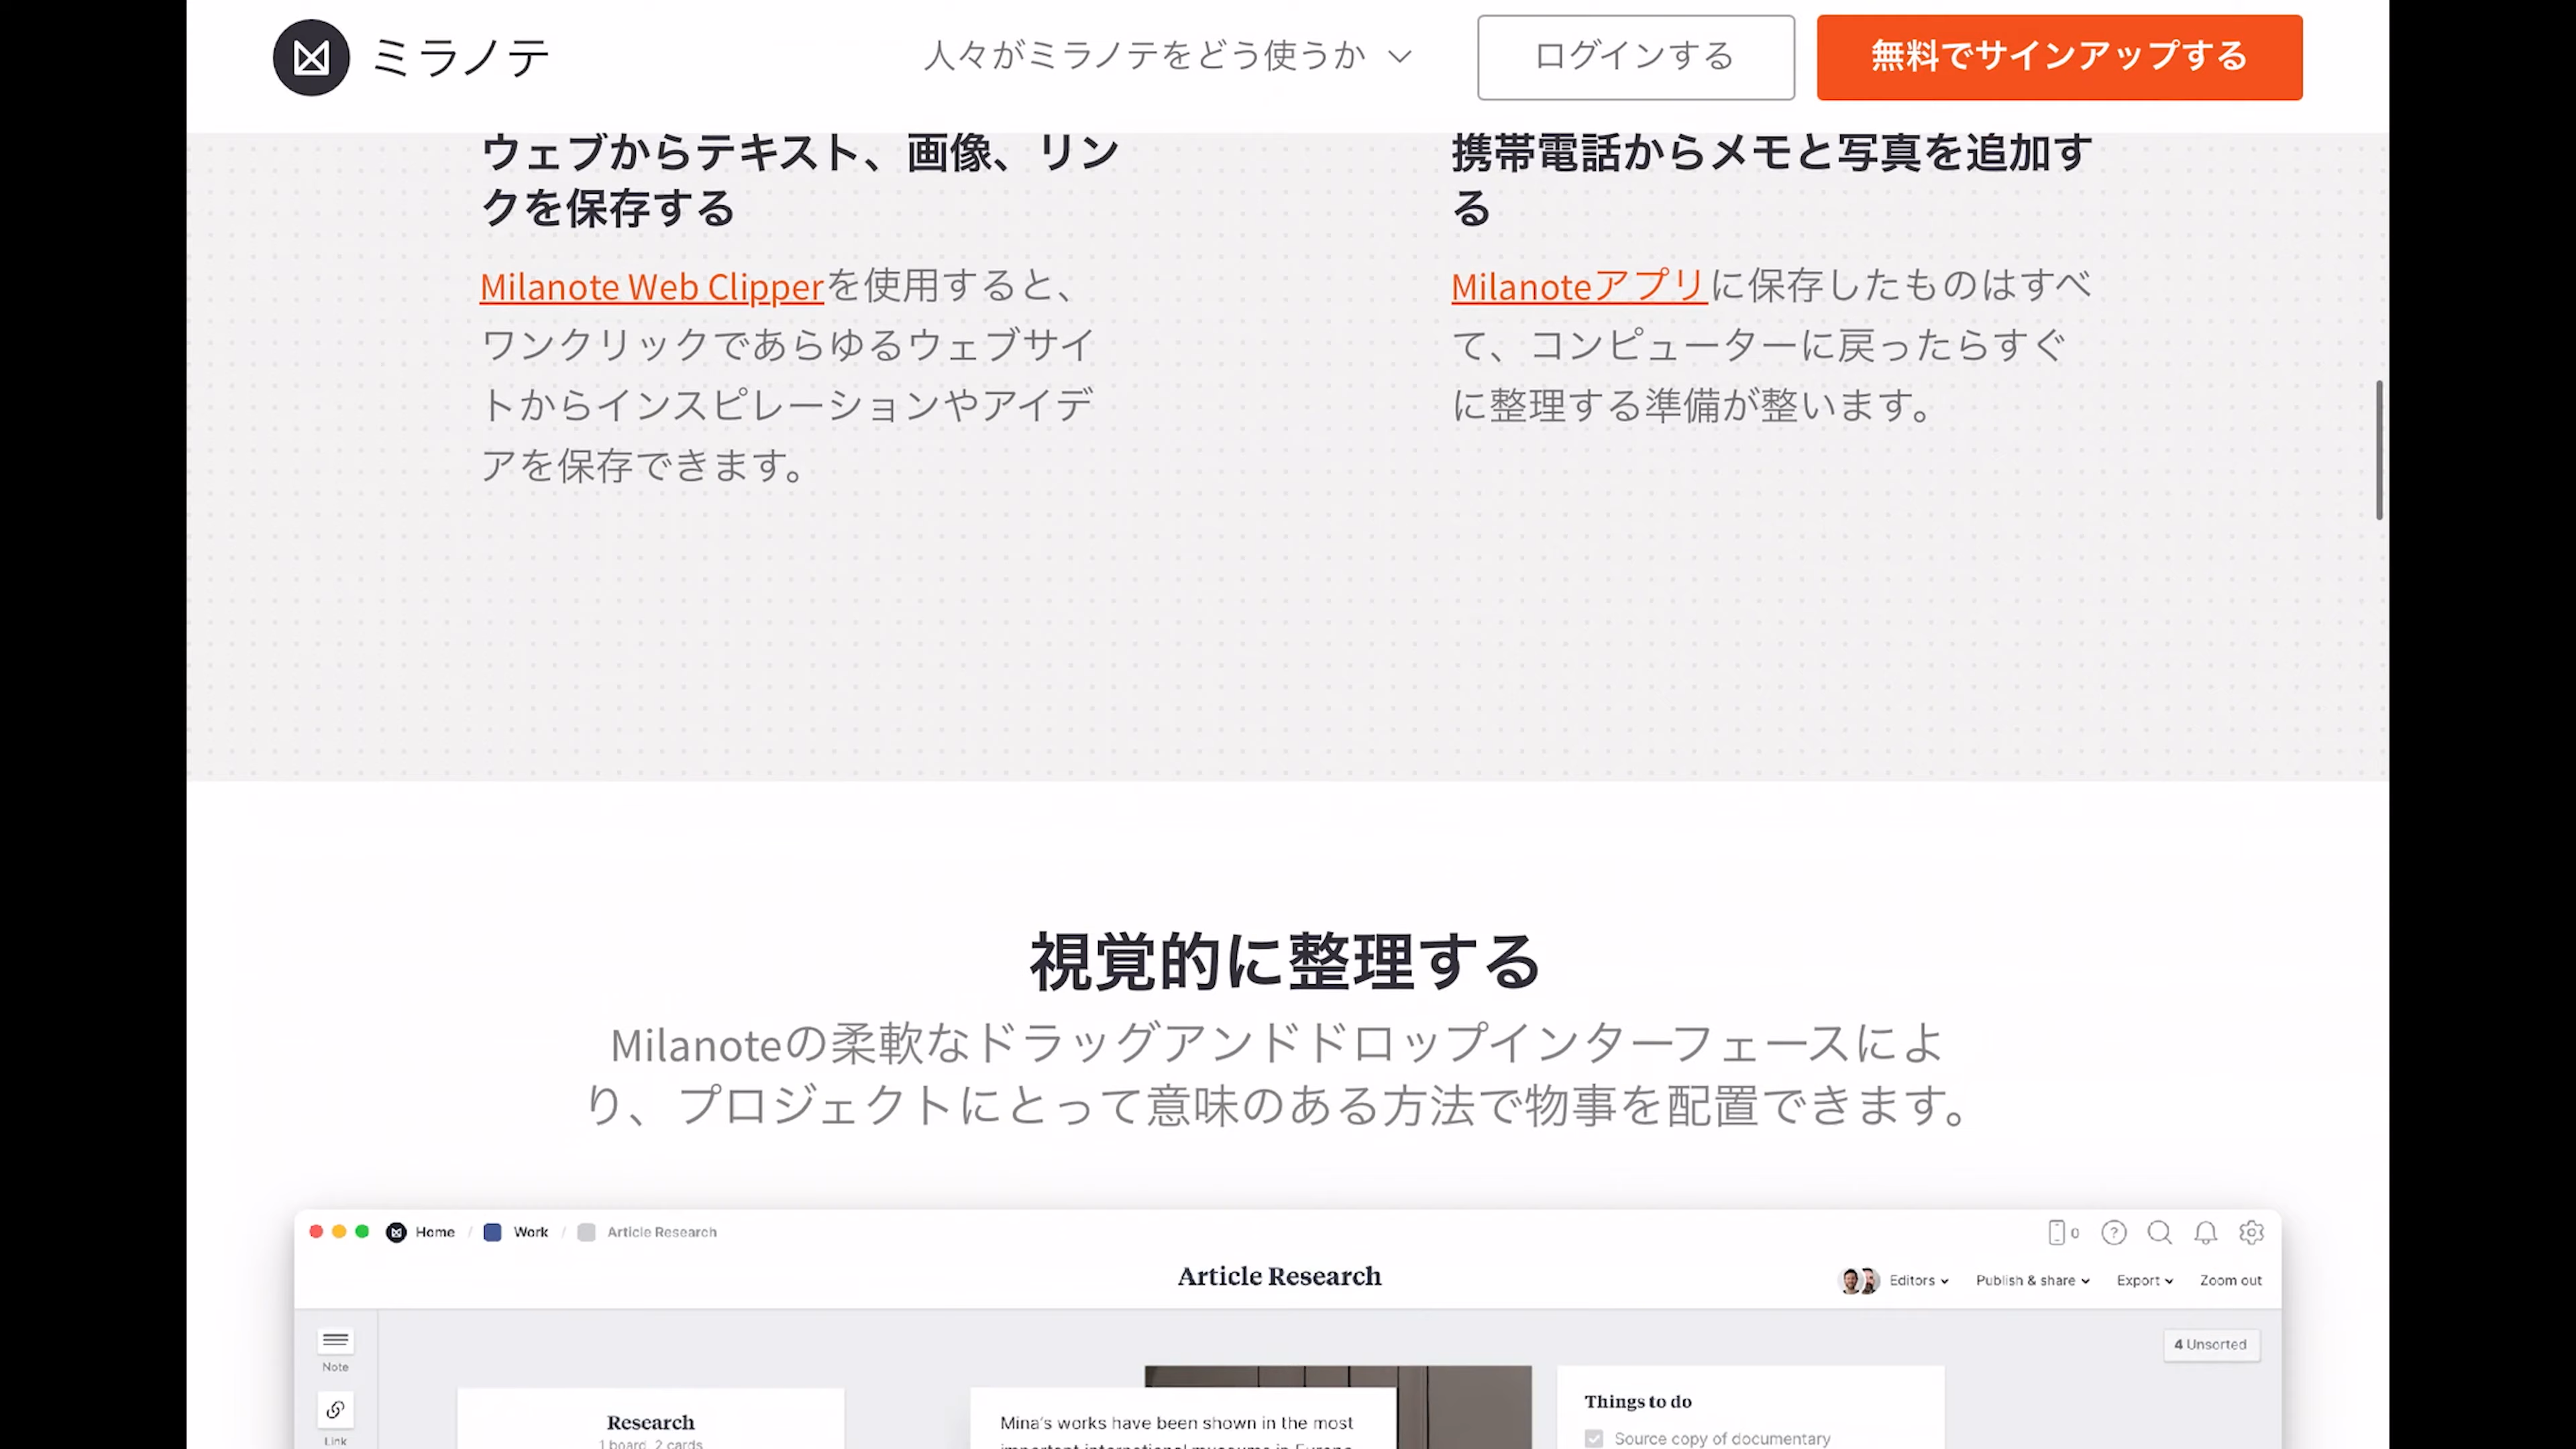 ミラノテ
人々がミラノテをどう使うか
ログインする
無料でサインアップする
ウェブからテキスト、画像、リン
クを保存する
Milanote Web Clipperを使用すると、
ワンクリックであらゆるウェブサイ
トからインスピレーションやアイデ
アを保存できます。
携帯電話からメモと写真を追加す
る
Milanoteアプリに保存したものはすべ
て、コンピューターに戻ったらすぐ
に整理する準備が整います。
視覚的に整理する
Milanoteの柔軟なドラッグアンドドロップインターフェースによ
り、プロジェクトにとって意味のある方法で物事を配置できます。
Home / Work / Article Research
0
Article Research
Editors
Publish & share
Export
Zoom out
4 Unsorted
Note
Link
Research
1 board, 2 cards
Mina's works have been shown in the most
important international museums in Europe
Things to do
Source copy of documentary